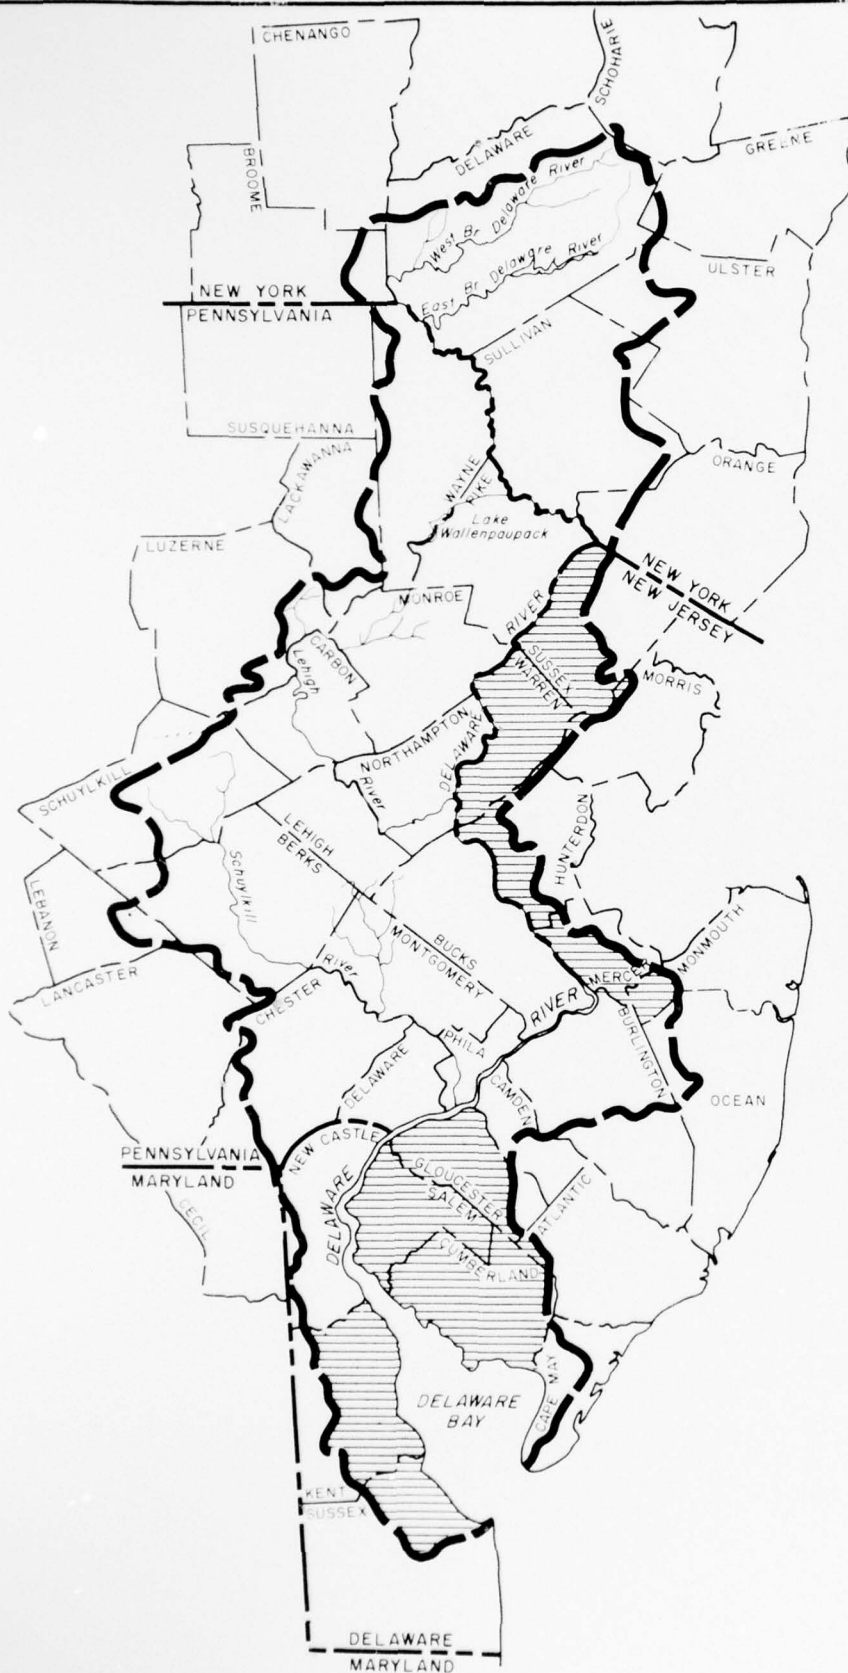 CHENANGO
SCHOHARIE
DELAWARE
GREENE
BROOME
West Br Delaware River
East Br Delaware River
ULSTER
NEW YORK
PENNSYLVANIA
SULLIVAN
SUSQUEHANNA
LACKAWANNA
WAYNE
PIKE
ORANGE
Lake
Wallenpaupack
LUZERNE
NEW YORK
NEW JERSEY
MONROE
RIVER
CARBON
Lehigh
SUSSEX
WARREN
MORRIS
NORTHAMPTON
DELAWARE
River
SCHUYLKILL
LEHIGH
BERKS
HUNTERDON
Schuylkill
LEBANON
BUCKS
MONTGOMERY
MONMOUTH
River
MERCER
LANCASTER
CHESTER
RIVER
BURLINGTON
PHILA
DELAWARE
CAMDEN
OCEAN
NEW CASTLE
PENNSYLVANIA
MARYLAND
GLOUCESTER
SALEM
ATLANTIC
CECIL
DELAWARE
CUMBERLAND
CAPE MAY
DELAWARE
BAY
KENT
SUSSEX
DELAWARE
MARYLAND